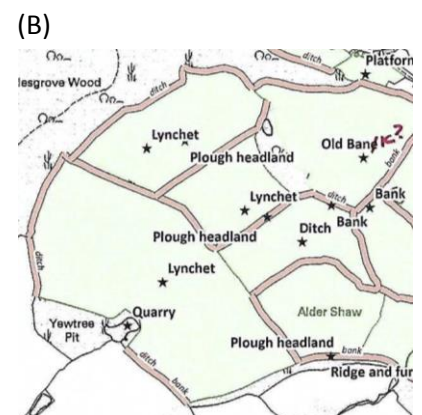 (B)
Platform
ditch
lesgrove Wood
ditch
Lynchet
Old Bank?
Plough headland
bank
Lynchet
ditch
Bank
Bank
Plough headland
Ditch
ditch
Lynchet
Quarry
Yewtree
Pit
Alder Shaw
Plough headland
ditch
bank
bank
Ridge and fur